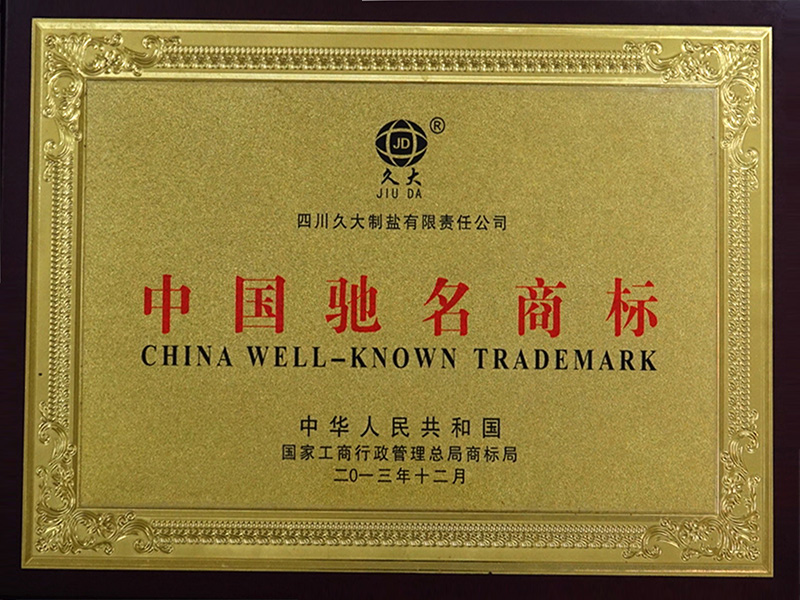 ®
JD
久大
JIU DA
四川久大制盐有限责任公司
中国驰名商标
CHINA WELL-KNOWN TRADEMARK
中华人民共和国
国家工商行政管理总局商标局
二0一三年十二月